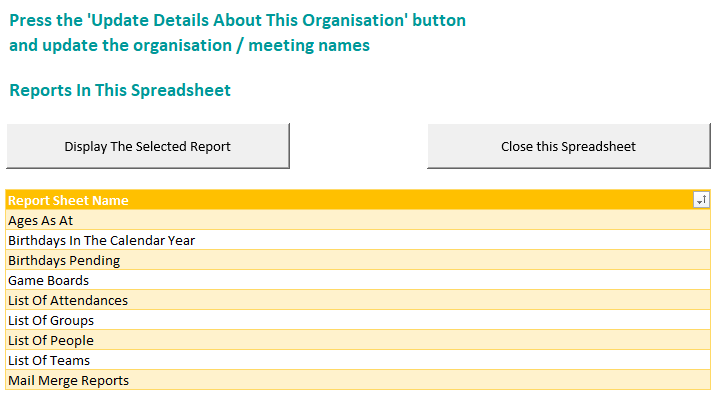 Press the 'Update Details About This Organisation' button
and update the organisation / meeting names
Reports In This Spreadsheet
Display The Selected Report
Close this Spreadsheet
Report Sheet Name
Ages As At
Birthdays In The Calendar Year
Birthdays Pending
Game Boards
List Of Attendances
List Of Groups
List Of People
List Of Teams
Mail Merge Reports